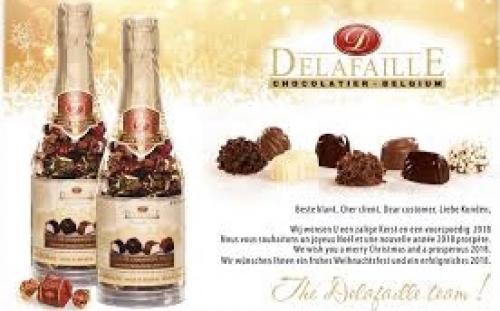 D
DELAFAILLE
CHOCOLATIER - BELGIUM
Beste klant, Cher client, Dear customer, Liebe Kunden,
Wij wensen U een zalige Kerst en een voorspoedig 2018
Nous vous souhaitons un joyeux Noël et une nouvelle année 2018 prospère.
We wish you a merry Christmas and a prosperous 2018.
Wir wünschen Ihnen ein frohes Weihnachtsfest und ein erfolgreiches 2018.
The Delafaille team !
DELAFAILLE
DELAFAILLE